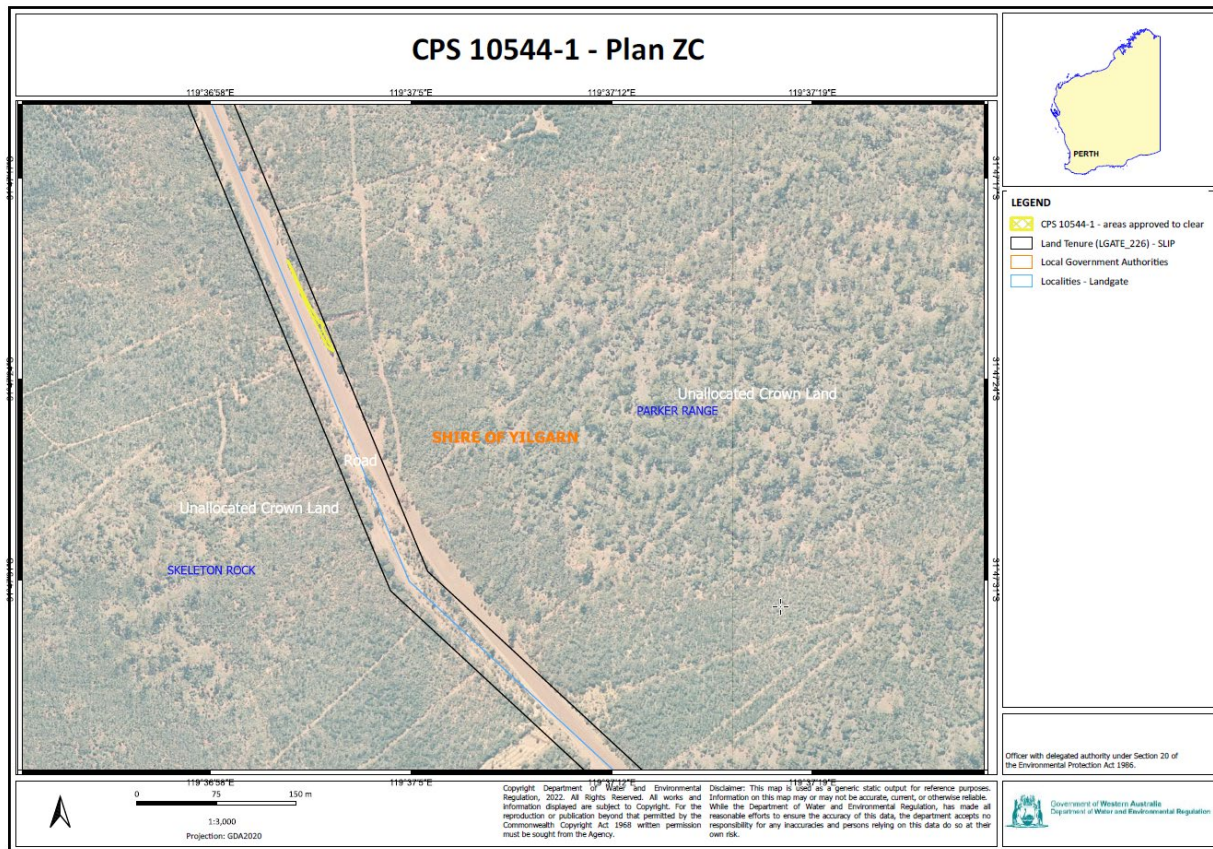 CPS 10544-1 - Plan ZC
119°36'58"E 119°37'5"E 119°37'12"E 119°37'19"E
31°47'17"S
31°47'17"S
31°47'24"S
31°47'24"S
31°47'31"S
31°47'31"S
Unallocated Crown Land
PARKER RANGE
SHIRE OF YILGARN
Road
Unallocated Crown Land
SKELETON ROCK
119°36'58"E 119°37'5"E 119°37'12"E 119°37'19"E
PERTH
LEGEND
CPS 10544-1 - areas approved to clear
Land Tenure (LGATE_226) - SLIP
Local Government Authorities
Localities - Landgate
Officer with delegated authority under Section 20 of
the Environmental Protection Act 1986.
0 75 150 m
1:3,000
Projection: GDA2020
Copyright Department of Water and Environmental
Regulation, 2022. All Rights Reserved. All works and
information displayed are subject to Copyright. For the
reproduction or publication beyond that permitted by the
Commonwealth Copyright Act 1968 written permission
must be sought from the Agency.
Disclaimer: This map is used as a generic static output for reference purposes.
Information on this map may or may not be accurate, current, or otherwise reliable.
While the Department of Water and Environmental Regulation, has made all
reasonable efforts to ensure the accuracy of this data, the department accepts no
responsibility for any inaccuracies and persons relying on this data do so at their
own risk.
Government of Western Australia
Department of Water and Environmental Regulation